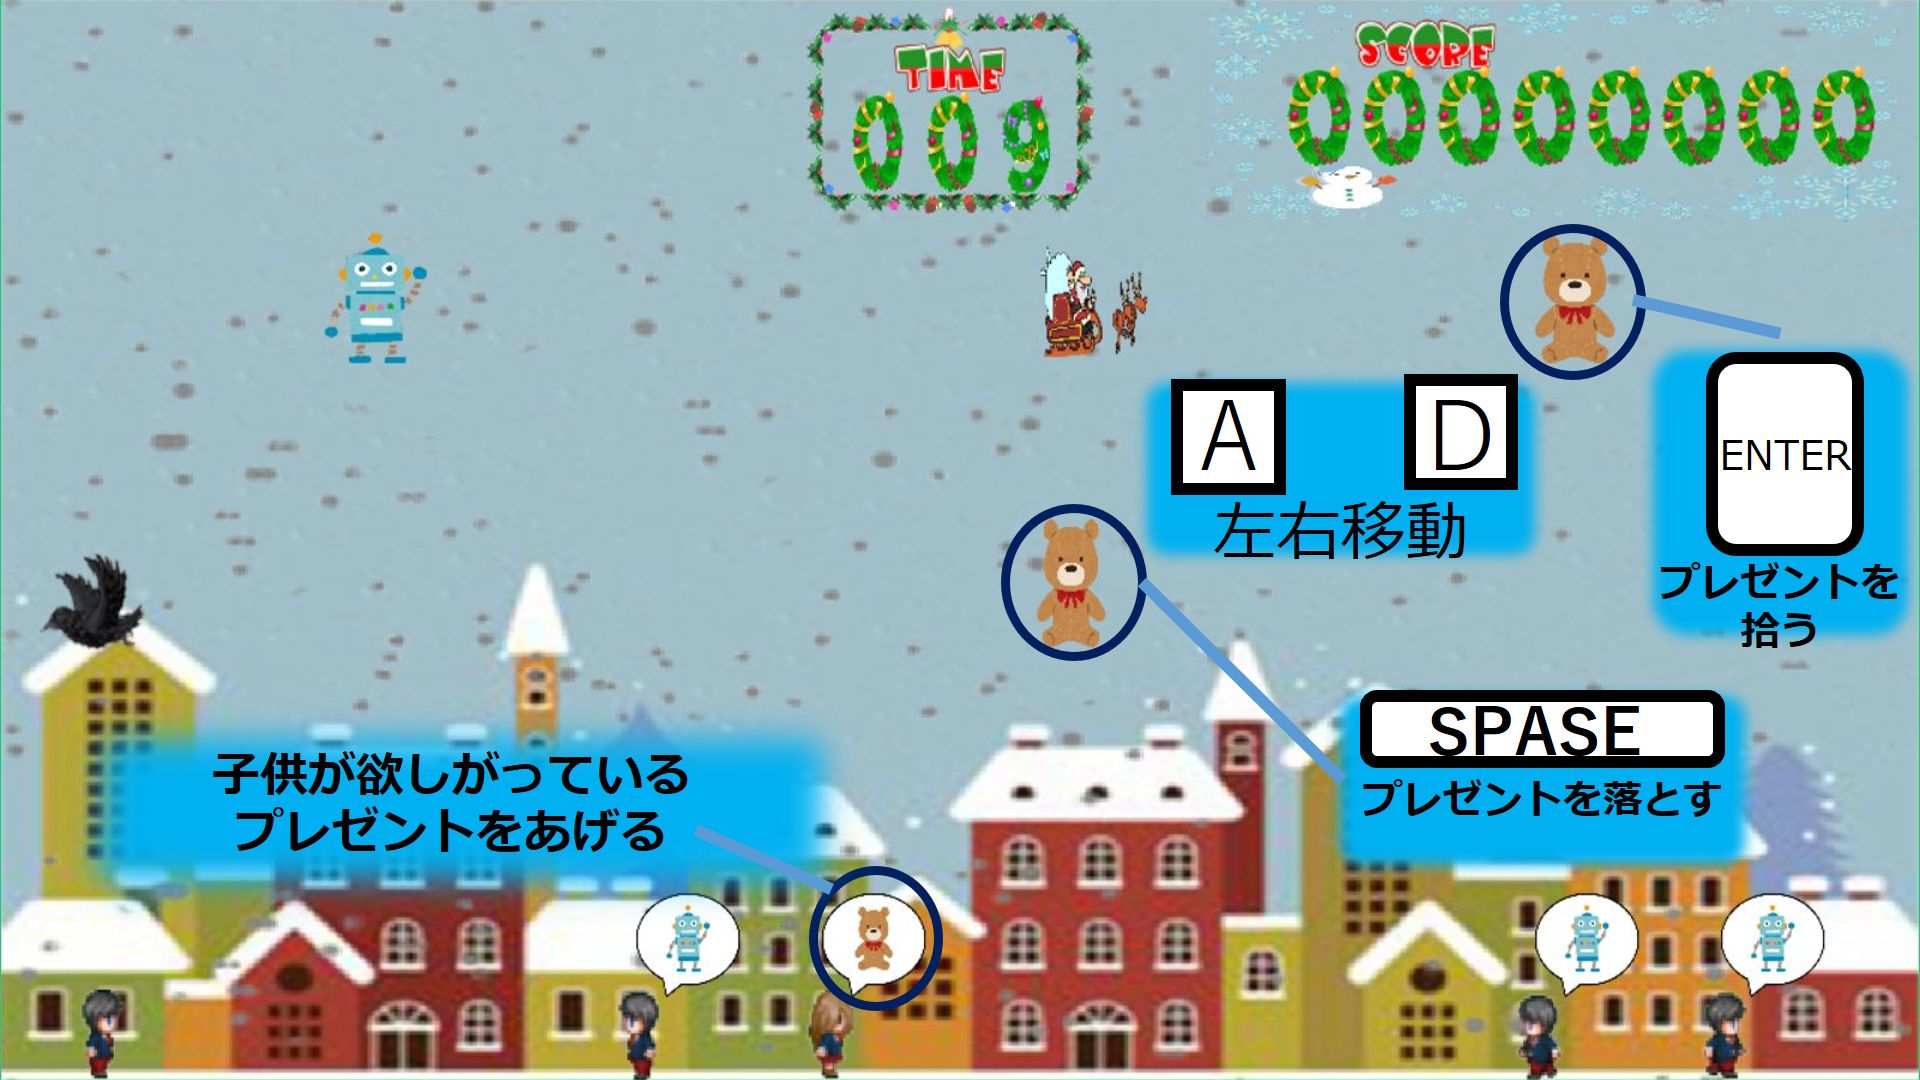 TIME
009
SCORE
00000000
A
D
左右移動
ENTER
プレゼントを
拾う
SPASE
プレゼントを落とす
子供が欲しがっている
プレゼントをあげる